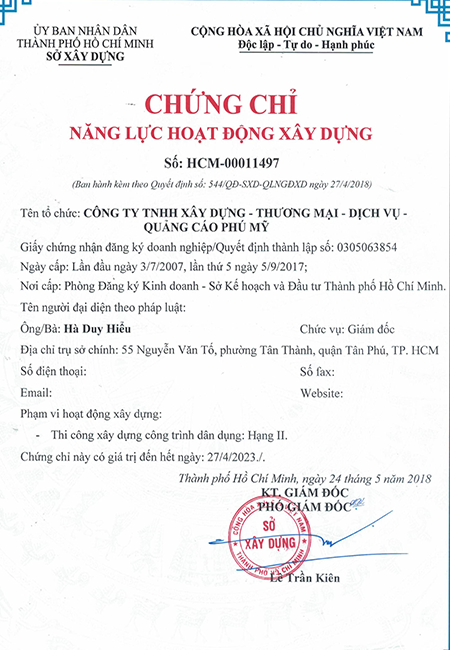 ỦY BAN NHÂN DÂN
THÀNH PHỐ HỒ CHÍ MINH
SỞ XÂY DỰNG
CỘNG HÒA XÃ HỘI CHỦ NGHĨA VIỆT NAM
Độc lập - Tự do - Hạnh phúc
CHỨNG CHỈ
NĂNG LỰC HOẠT ĐỘNG XÂY DỰNG
Số: HCM-00011497
(Ban hành kèm theo Quyết định số: 544/QĐ-SXD-QLNGĐXD ngày 27/4/2018)
Tên tổ chức: CÔNG TY TNHH XÂY DỰNG - THƯƠNG MẠI - DỊCH VỤ -
QUẢNG CÁO PHÚ MỸ
Giấy chứng nhận đăng ký doanh nghiệp/Quyết định thành lập số: 0305063854
Ngày cấp: Lần đầu ngày 3/7/2007, lần thứ 5 ngày 5/9/2017;
Nơi cấp: Phòng Đăng ký Kinh doanh - Sở Kế hoạch và Đầu tư Thành phố Hồ Chí Minh.
Tên người đại diện theo pháp luật:
Ông/Bà: Hà Duy Hiếu Chức vụ: Giám đốc
Địa chỉ trụ sở chính: 55 Nguyễn Văn Tố, phường Tân Thành, quận Tân Phú, TP. HCM
Số điện thoại: Số fax:
Email: Website:
Phạm vi hoạt động xây dựng:
- Thi công xây dựng công trình dân dụng: Hạng II.
Chứng chỉ này có giá trị đến hết ngày: 27/4/2023./.
Thành phố Hồ Chí Minh, ngày 24 tháng 5 năm 2018
KT. GIÁM ĐỐC
PHÓ GIÁM ĐỐC
CỘNG HÒA X.H.C.N VIỆT NAM
SỞ
XÂY DỰNG
THÀNH PHỐ HỒ CHÍ MINH
Lê Trần Kiên